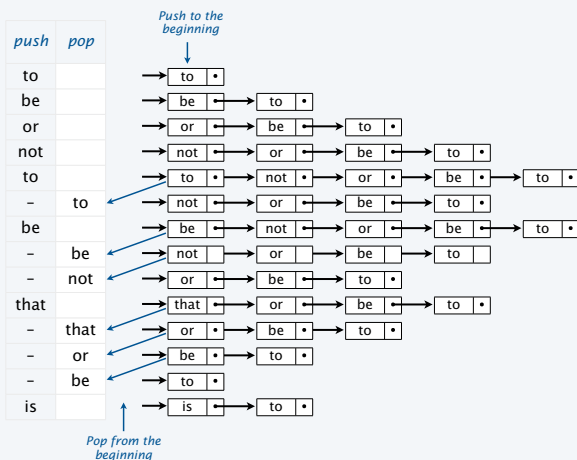 Push to the
beginning
push pop
to to
be be to
or or be to
not not or be to
to to not or be to
– to not or be to
be be not or be to
– be not or be to
– not or be to
that that or be to
– that or be to
– or be to
– be to
is is to
Pop from the
beginning